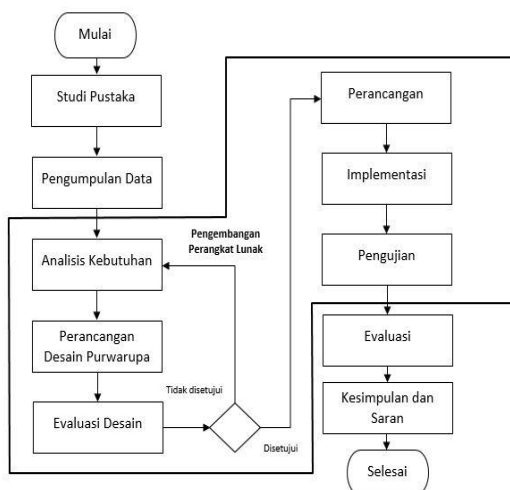 Mulai
Studi Pustaka
Pengumpulan Data
Analisis Kebutuhan
Perancangan
Desain Purwarupa
Evaluasi Desain
Tidak disetujui
Disetujui
Pengembangan
Perangkat Lunak
Perancangan
Implementasi
Pengujian
Evaluasi
Kesimpulan dan
Saran
Selesai